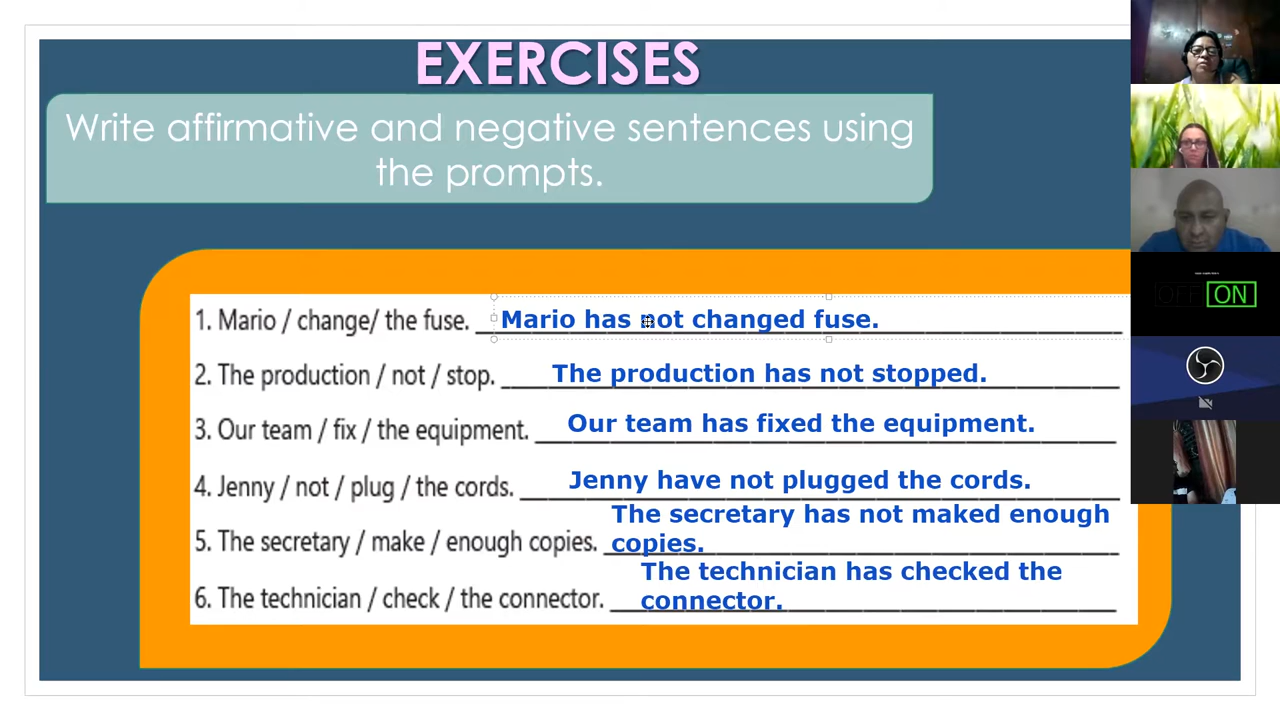 EXERCISES
Write affirmative and negative sentences using
the prompts.
1. Mario / change/ the fuse. Mario has not changed fuse.
2. The production / not / stop. The production has not stopped.
3. Our team / fix / the equipment. Our team has fixed the equipment.
4. Jenny / not / plug / the cords. Jenny have not plugged the cords.
5. The secretary / make / enough copies. The secretary has not maked enough
copies.
6. The technician / check / the connector. The technician has checked the
connector.
OFF ON